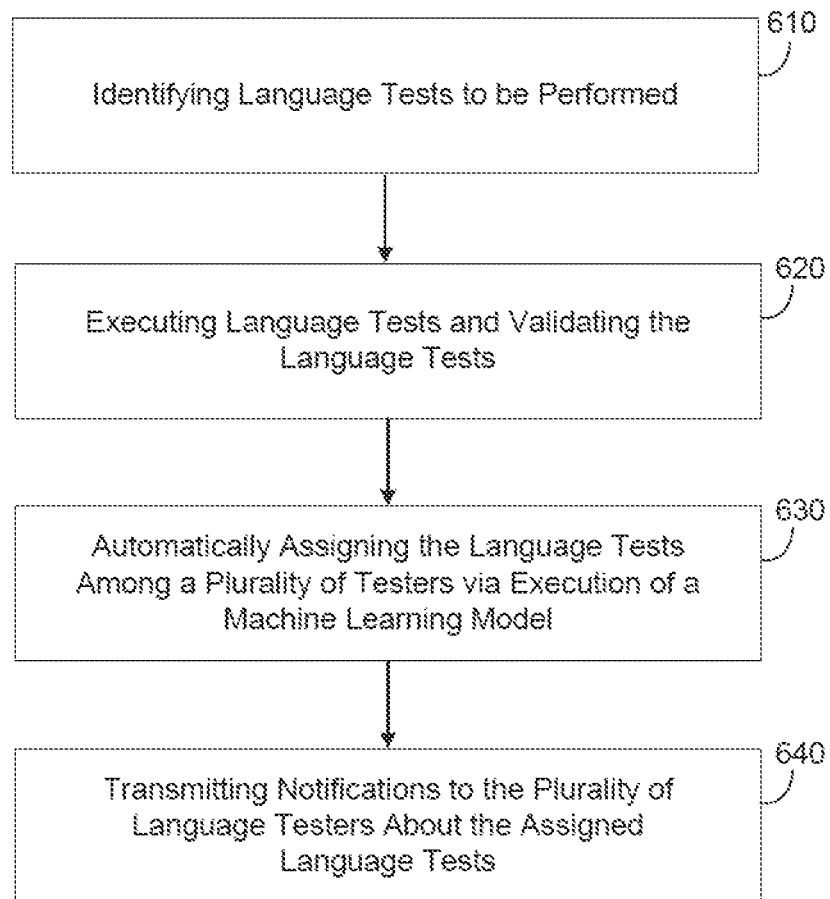 610
Identifying Language Tests to be Performed
620
Executing Language Tests and Validating the
Language Tests
630
Automatically Assigning the Language Tests
Among a Plurality of Testers via Execution of a
Machine Learning Model
640
Transmitting Notifications to the Plurality of
Language Testers About the Assigned
Language Tests